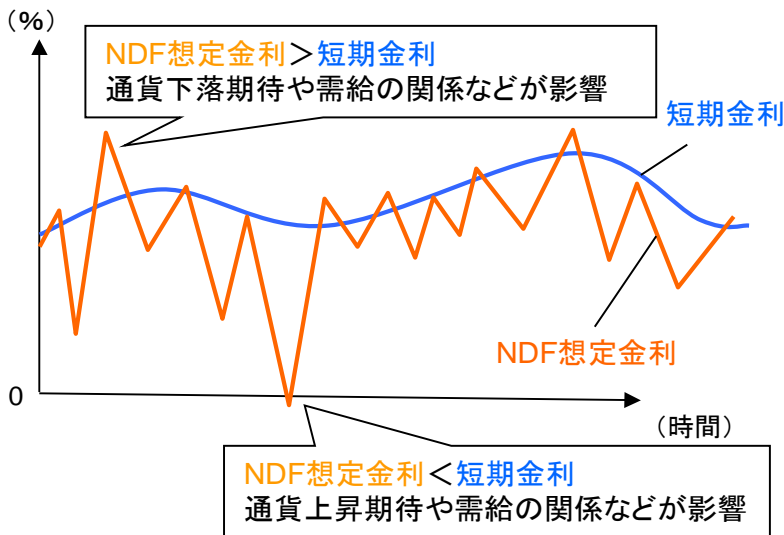 (%)
NDF想定金利＞短期金利
通貨下落期待や需給の関係などが影響
短期金利
NDF想定金利
0
(時間)
NDF想定金利＜短期金利
通貨上昇期待や需給の関係などが影響